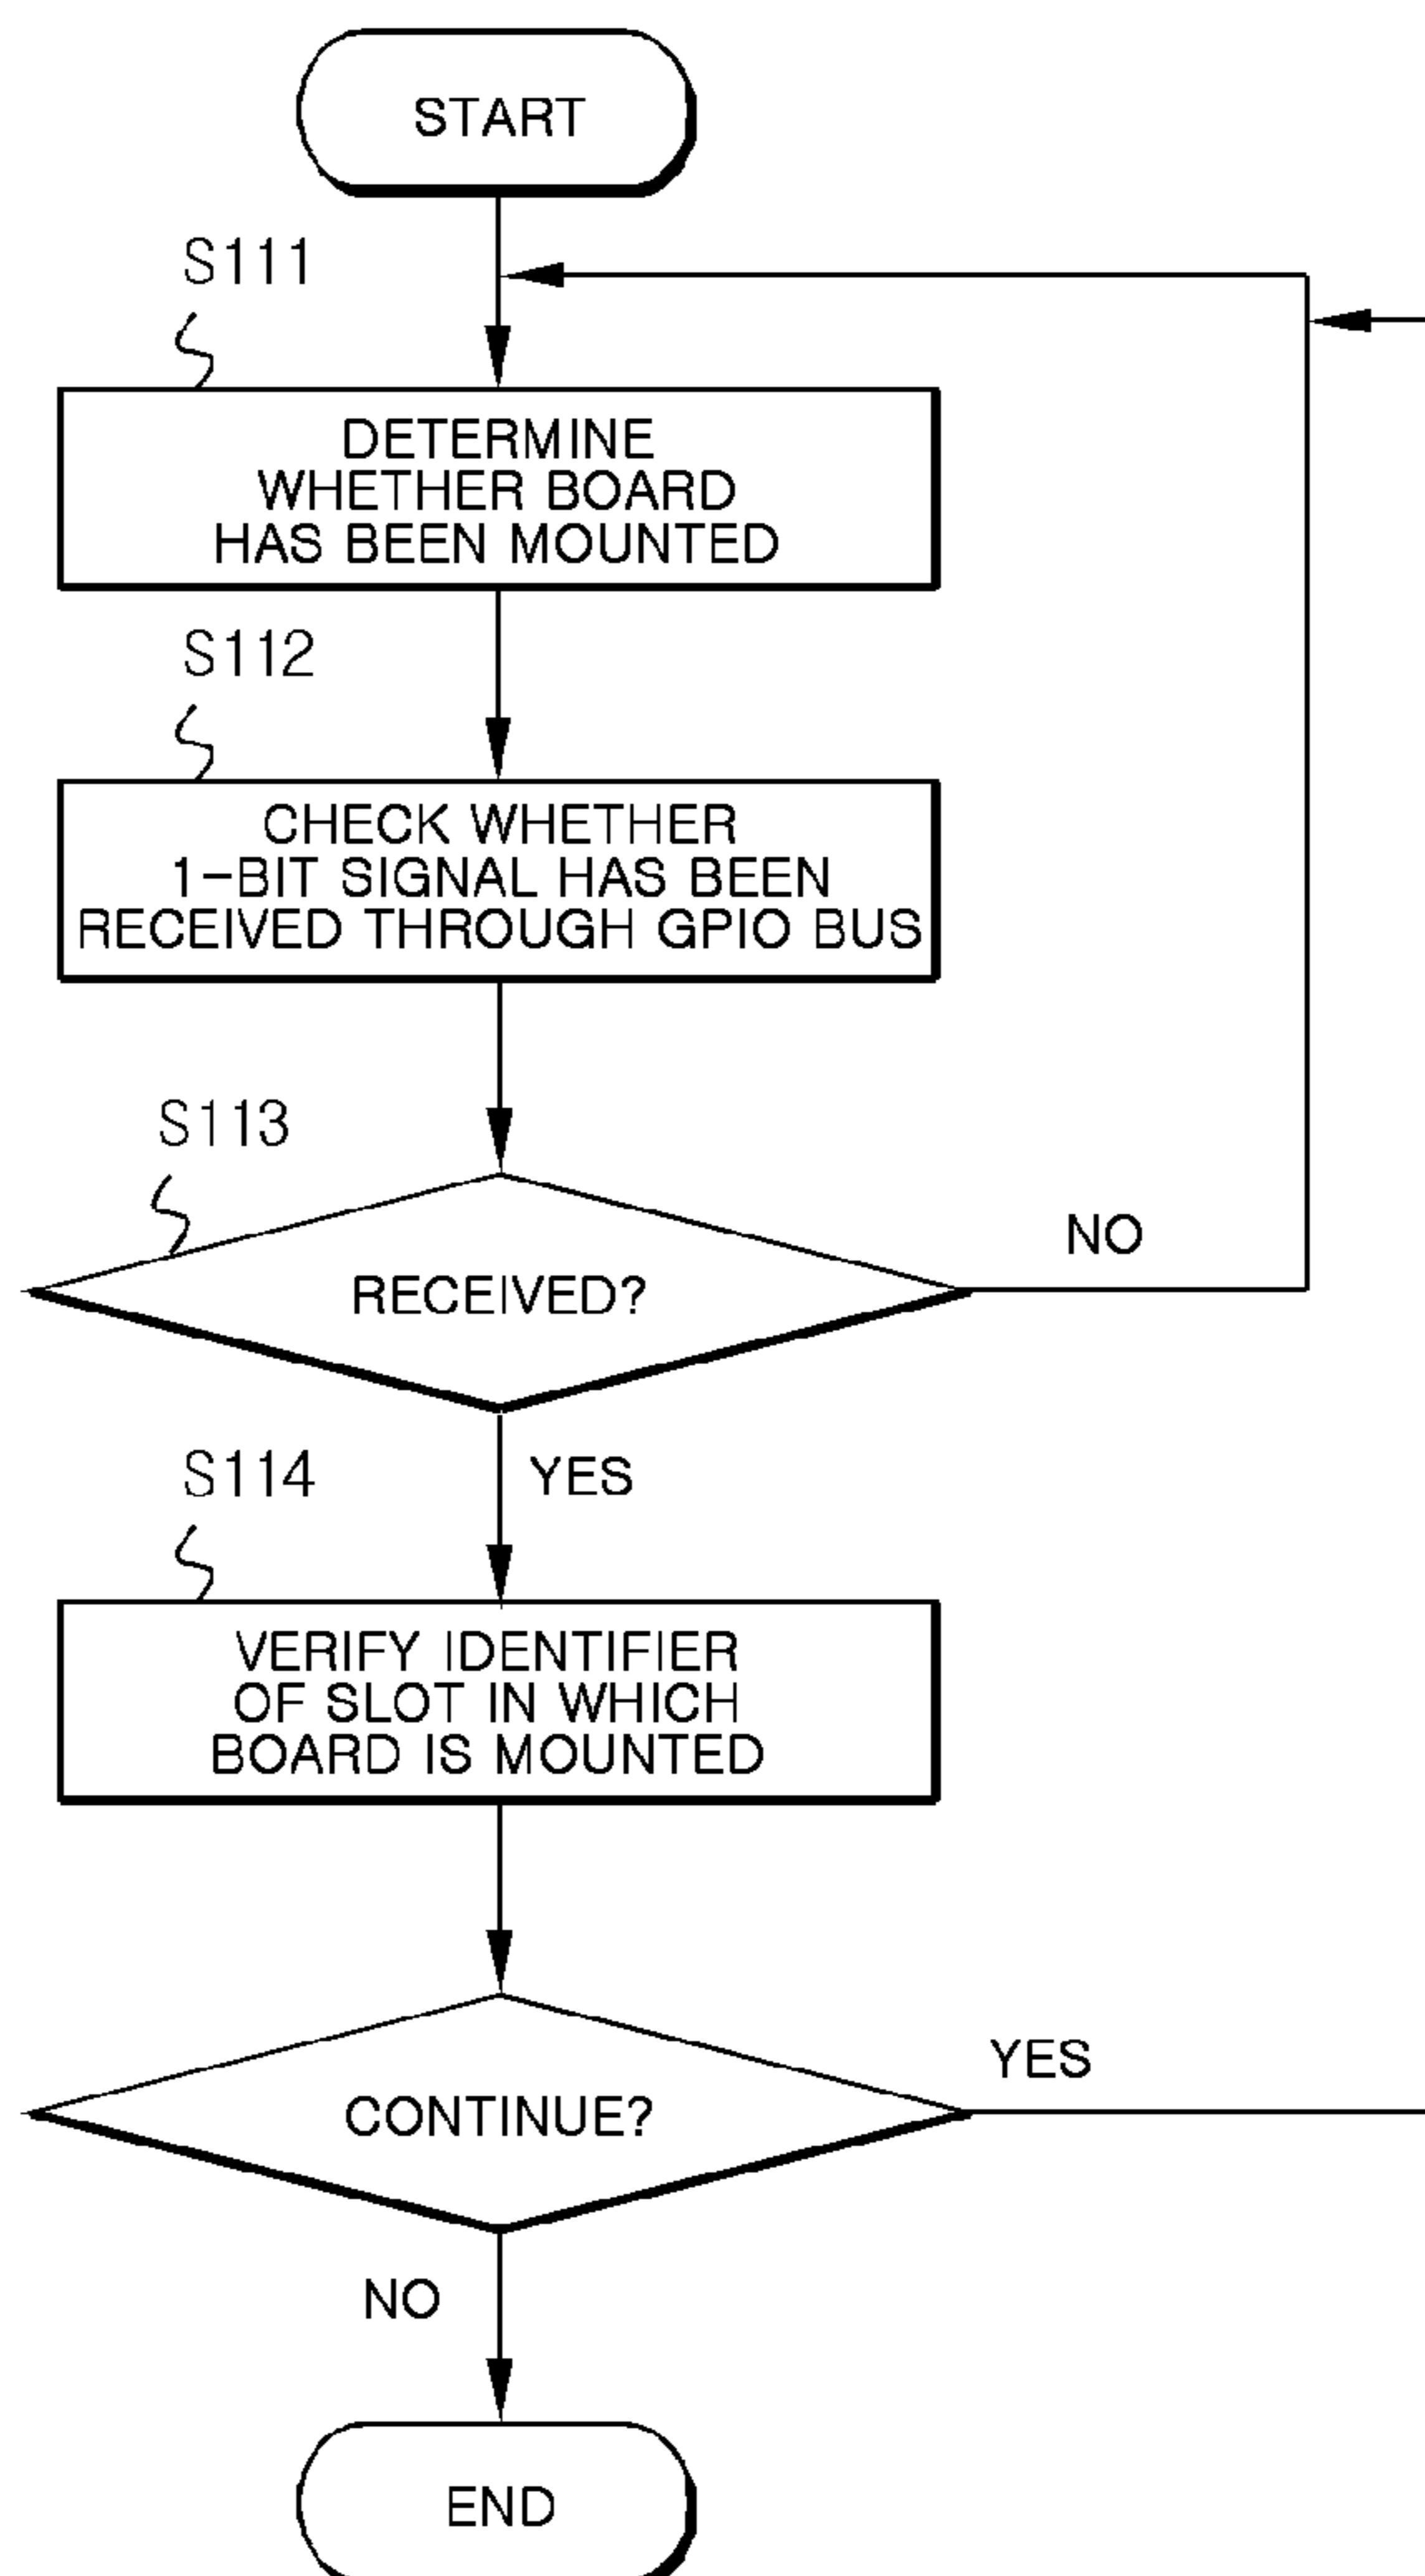 START
S111
DETERMINE
WHETHER BOARD
HAS BEEN MOUNTED
S112
CHECK WHETHER
1-BIT SIGNAL HAS BEEN
RECEIVED THROUGH GPIO BUS
S113
RECEIVED?
NO
YES
S114
VERIFY IDENTIFIER
OF SLOT IN WHICH
BOARD IS MOUNTED
CONTINUE?
YES
NO
END